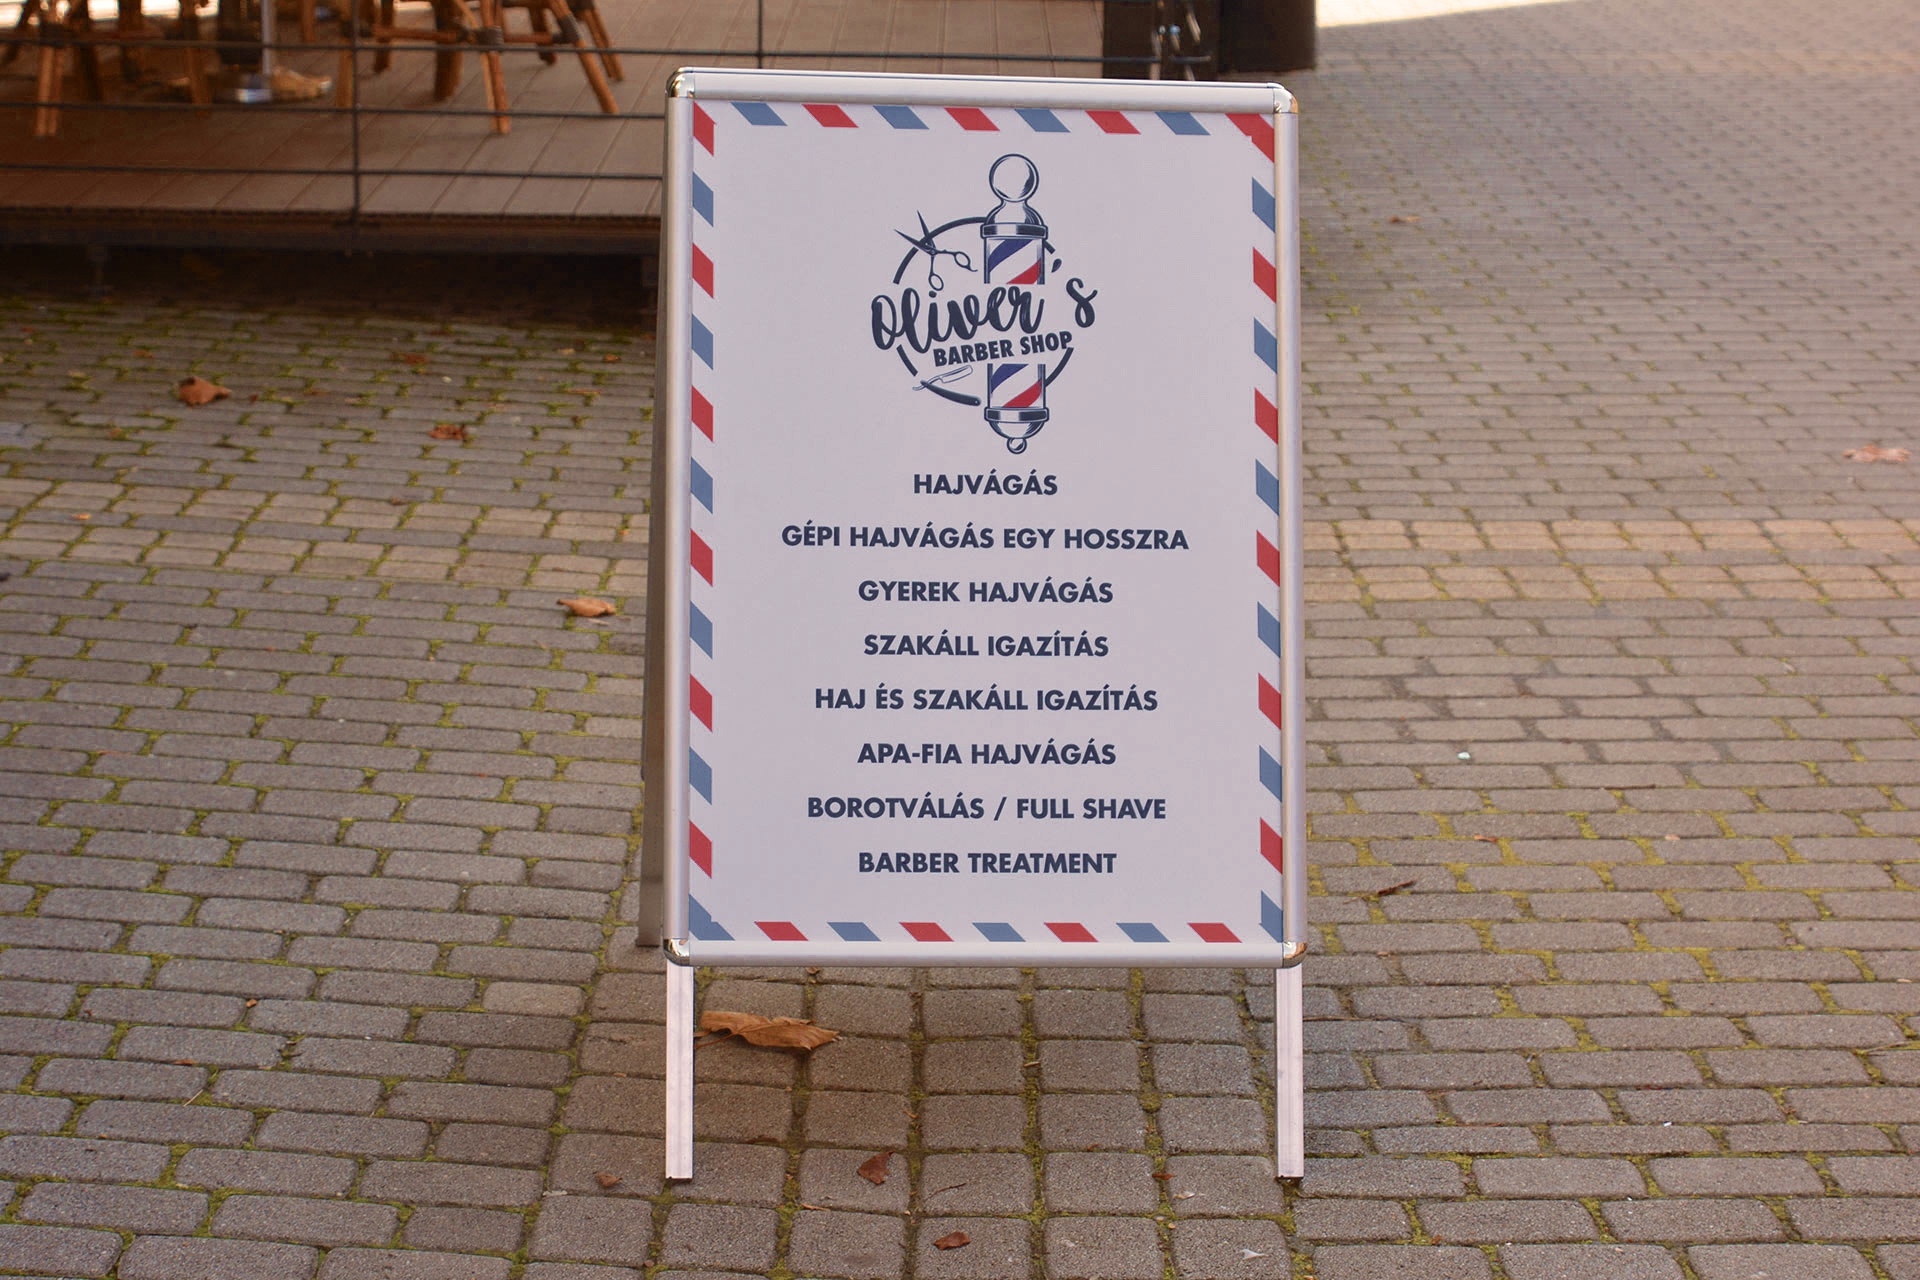 Oliver's
BARBER SHOP
HAJVÁGÁS
GÉPI HAJVÁGÁS EGY HOSSZRA
GYEREK HAJVÁGÁS
SZAKÁLL IGAZÍTÁS
HAJ ÉS SZAKÁLL IGAZÍTÁS
APA-FIA HAJVÁGÁS
BOROTVÁLÁS / FULL SHAVE
BARBER TREATMENT